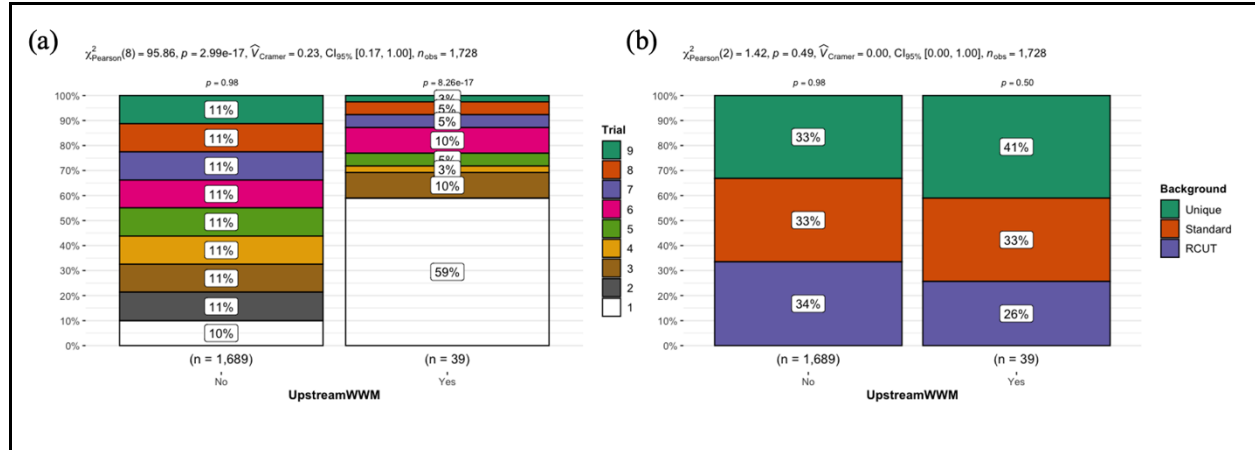 (a)
χ²Pearson(8) = 95.86, p = 2.99e-17, V̂Cramer = 0.23, CI95% [0.17, 1.00], nobs = 1,728
p = 0.98
p = 8.26e-17
100%
90%
80%
70%
60%
50%
40%
30%
20%
10%
0%
11%
11%
11%
11%
11%
11%
11%
11%
10%
3%
5%
5%
10%
5%
3%
10%
59%
(n = 1,689)
(n = 39)
No
Yes
UpstreamWWM
Trial
9
8
7
6
5
4
3
2
1
(b)
χ²Pearson(2) = 1.42, p = 0.49, V̂Cramer = 0.00, CI95% [0.00, 1.00], nobs = 1,728
p = 0.98
p = 0.50
100%
90%
80%
70%
60%
50%
40%
30%
20%
10%
0%
33%
33%
34%
41%
33%
26%
(n = 1,689)
(n = 39)
No
Yes
UpstreamWWM
Background
Unique
Standard
RCUT